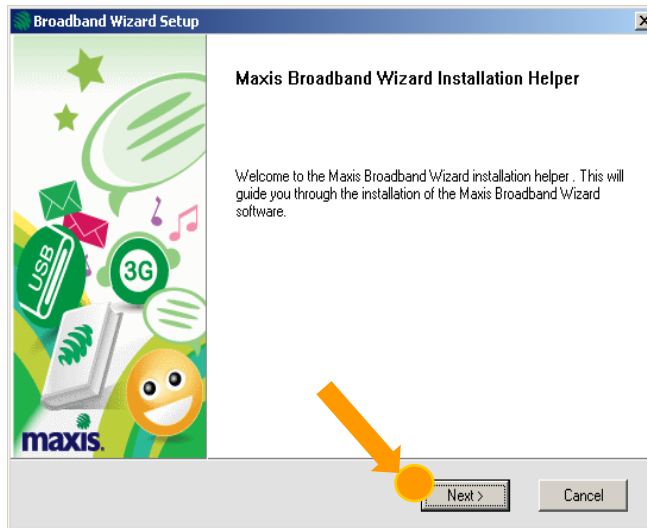 Broadband Wizard Setup
Maxis Broadband Wizard Installation Helper
Welcome to the Maxis Broadband Wizard installation helper . This will
guide you through the installation of the Maxis Broadband Wizard
software.
USB
3G
maxis.
Next >
Cancel